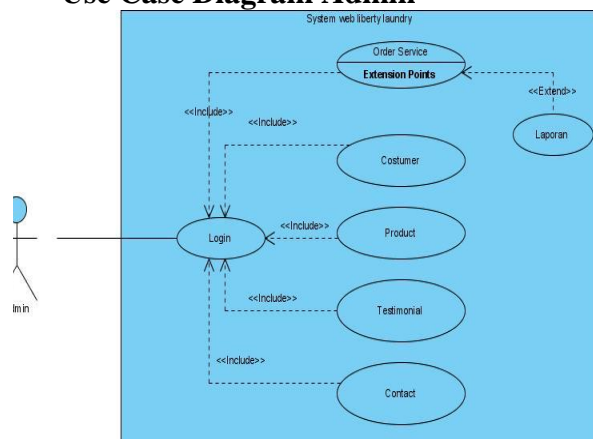 Use Case Diagram Admin
System web liberty laundry
Order Service
Extension Points
<<Extend>>
<<Include>>
<<Include>>
Laporan
Costumer
<<Include>>
Login
Product
<<Include>>
Testimonial
dmin
<<Include>>
Contact